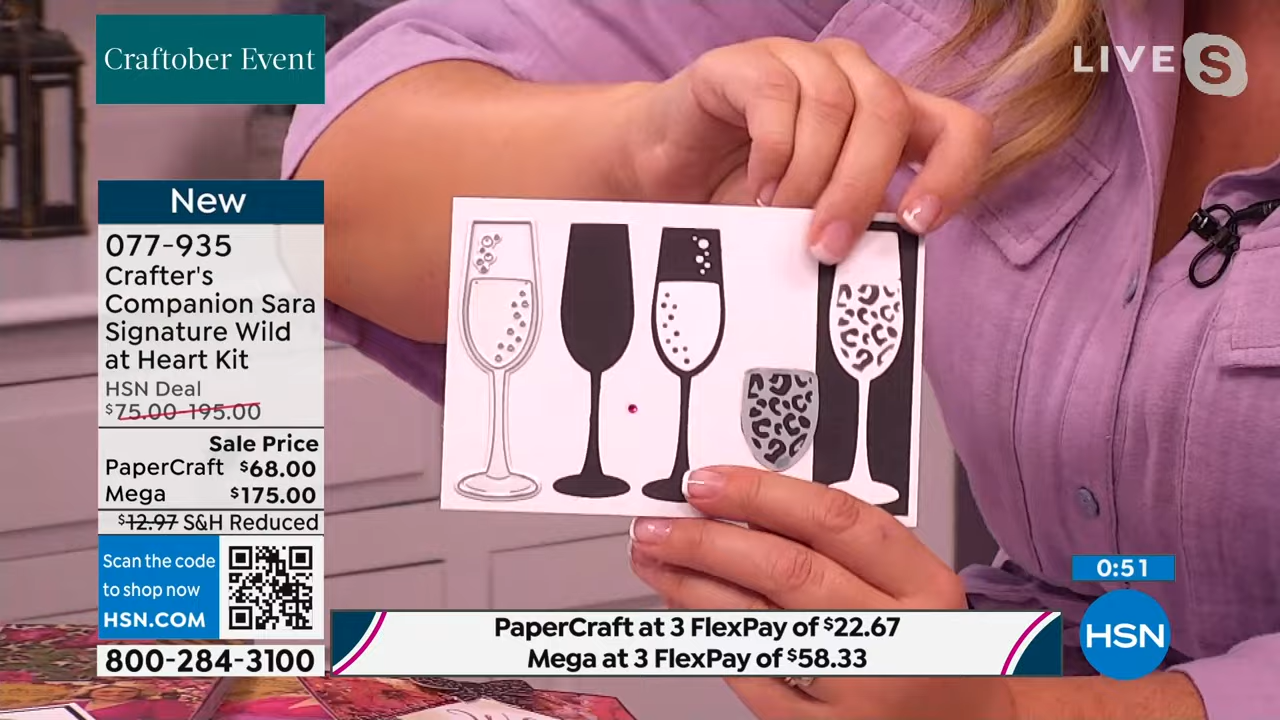 Craftober Event
LIVE S
New
077-935
Crafter's
Companion Sara
Signature Wild
at Heart Kit
HSN Deal
$75.00-195.00
Sale Price
PaperCraft $68.00
Mega $175.00
$12.97 S&H Reduced
Scan the code
to shop now
HSN.COM
800-284-3100
PaperCraft at 3 FlexPay of $22.67
Mega at 3 FlexPay of $58.33
0:51
HSN